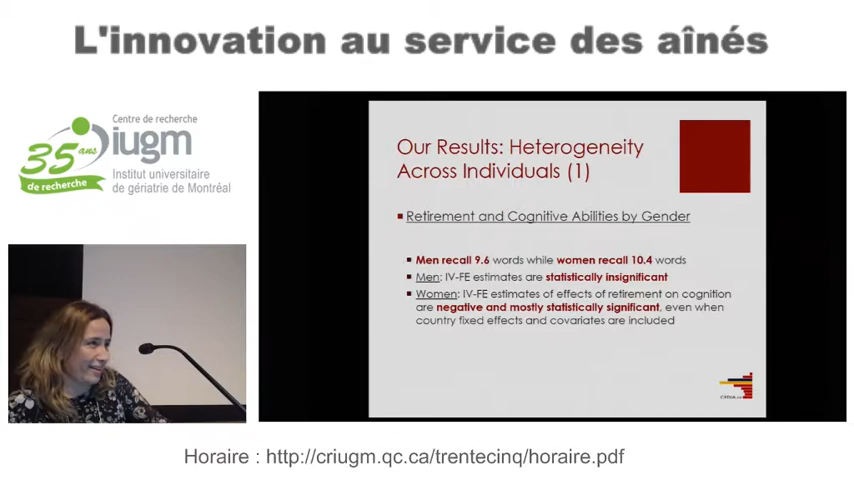 L'innovation au service des aînés
Centre de recherche
iugm
35 ans
de recherche
Institut universitaire
de gériatrie de Montréal
Our Results: Heterogeneity
Across Individuals (1)
Retirement and Cognitive Abilities by Gender
Men recall 9.6 words while women recall 10.4 words
Men: IV-FE estimates are statistically insignificant
Women: IV-FE estimates of effects of retirement on cognition
are negative and mostly statistically significant, even when
country fixed effects and covariates are included
Horaire : http://criugm.qc.ca/trentecinq/horaire.pdf